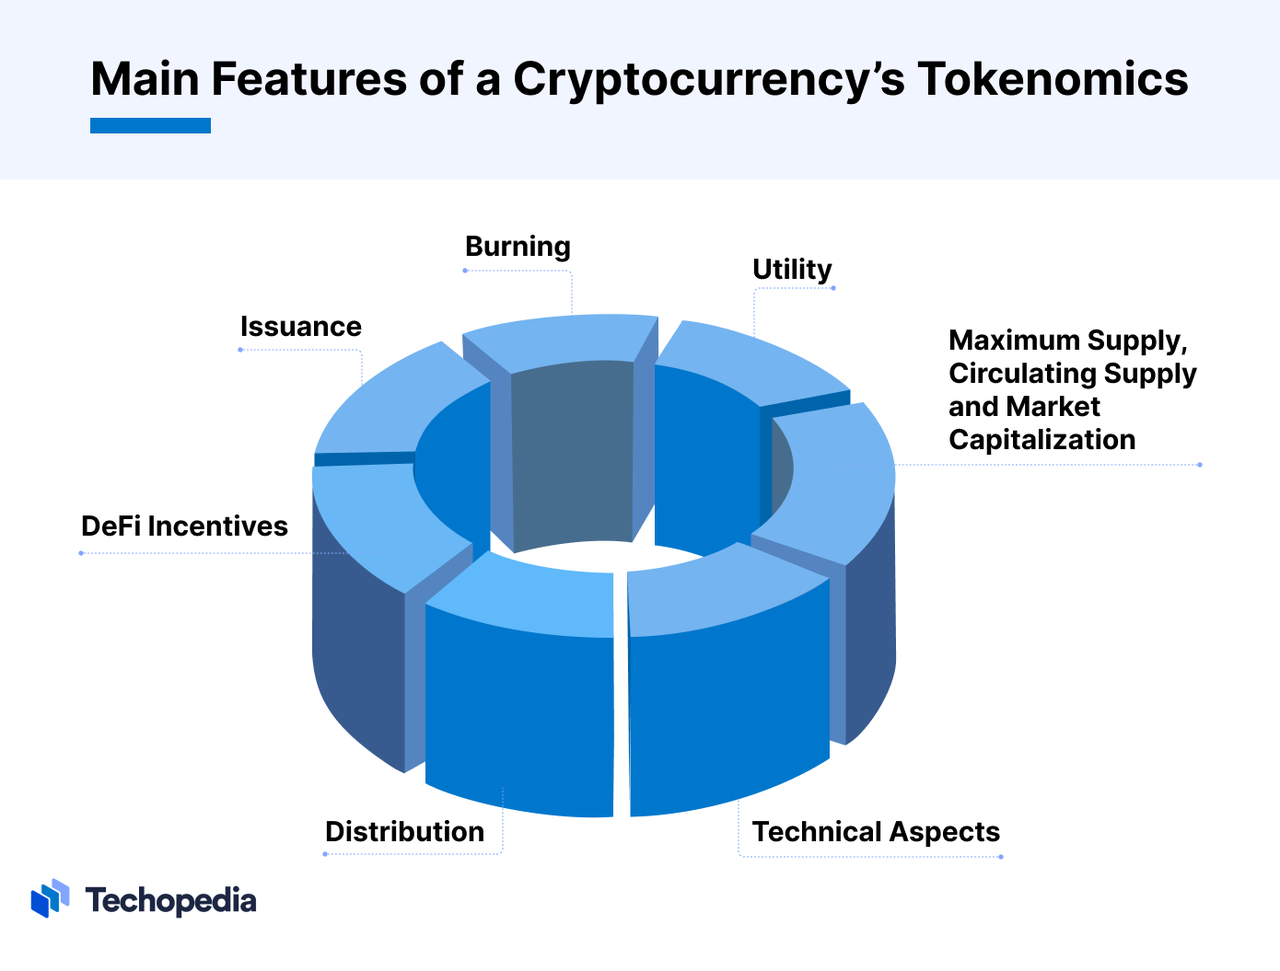 Main Features of a Cryptocurrency’s Tokenomics
Burning
Utility
Issuance
Maximum Supply,
Circulating Supply
and Market
Capitalization
DeFi Incentives
Distribution
Technical Aspects
Techopedia